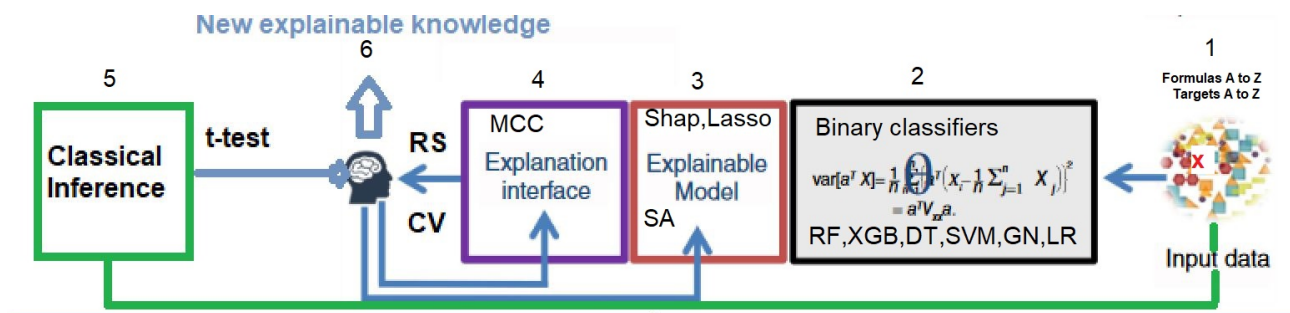 New explainable knowledge
6
5
t-test
Classical
Inference
RS
CV
4
MCC
Explanation
interface
3
Shap,Lasso
Explainable
Model
SA
2
Binary classifiers
= aᵀVₓₓa.
RF,XGB,DT,SVM,GN,LR
1
Formulas A to Z
Targets A to Z
X
Input data